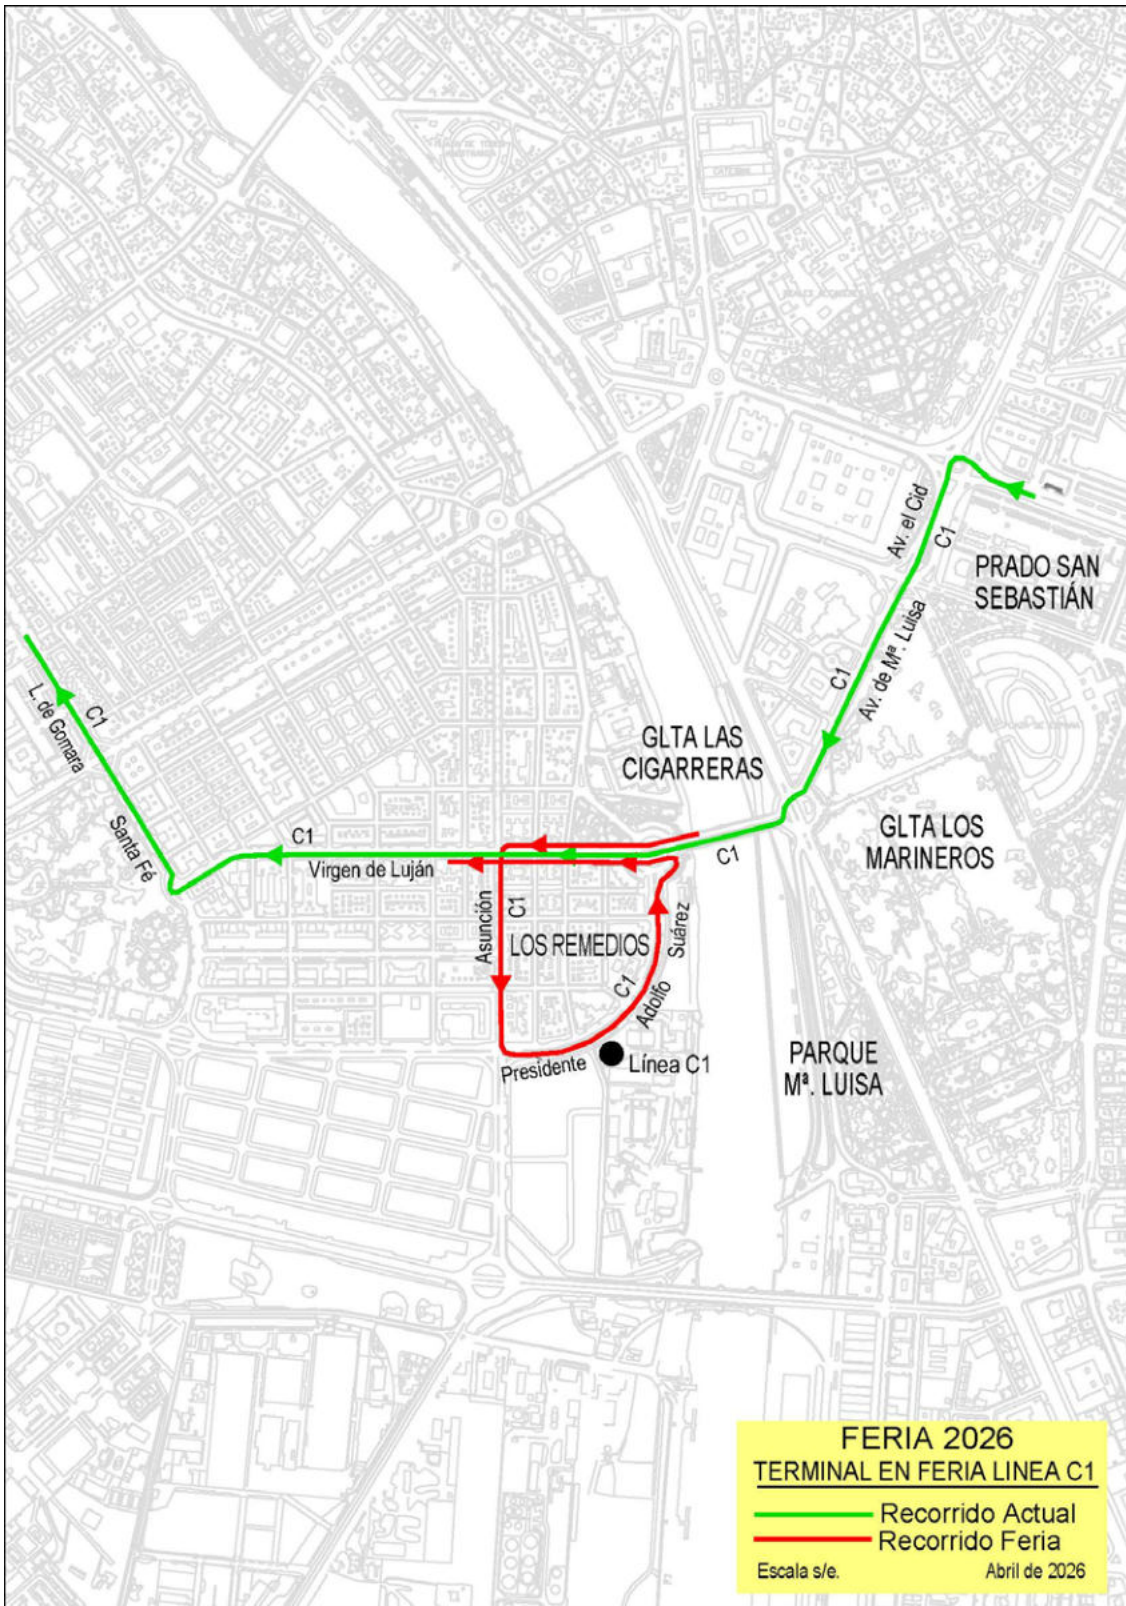 Av. el Cid
C1
PRADO SAN
SEBASTIÁN
Av. de Mª. Luisa
C1
L. de Gomara
C1
GLTA LAS
CIGARRERAS
GLTA LOS
MARINEROS
C1
C1
Santa Fé
Virgen de Luján
Asunción
C1
LOS REMEDIOS
Suárez
C1
Adolfo
Presidente
Línea C1
PARQUE
Mª. LUISA
FERIA 2026
TERMINAL EN FERIA LINEA C1
Recorrido Actual
Recorrido Feria
Escala s/e.
Abril de 2026